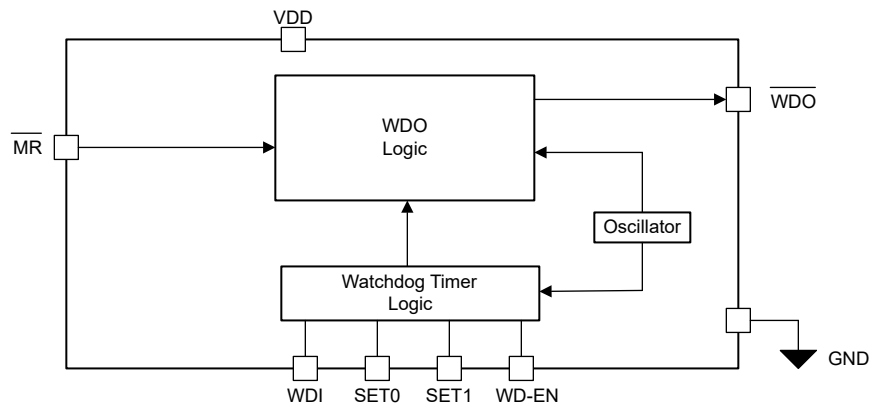 VDD
WDO
Logic
WDO
MR
Oscillator
Watchdog Timer
Logic
GND
WDI
SET0
SET1
WD-EN